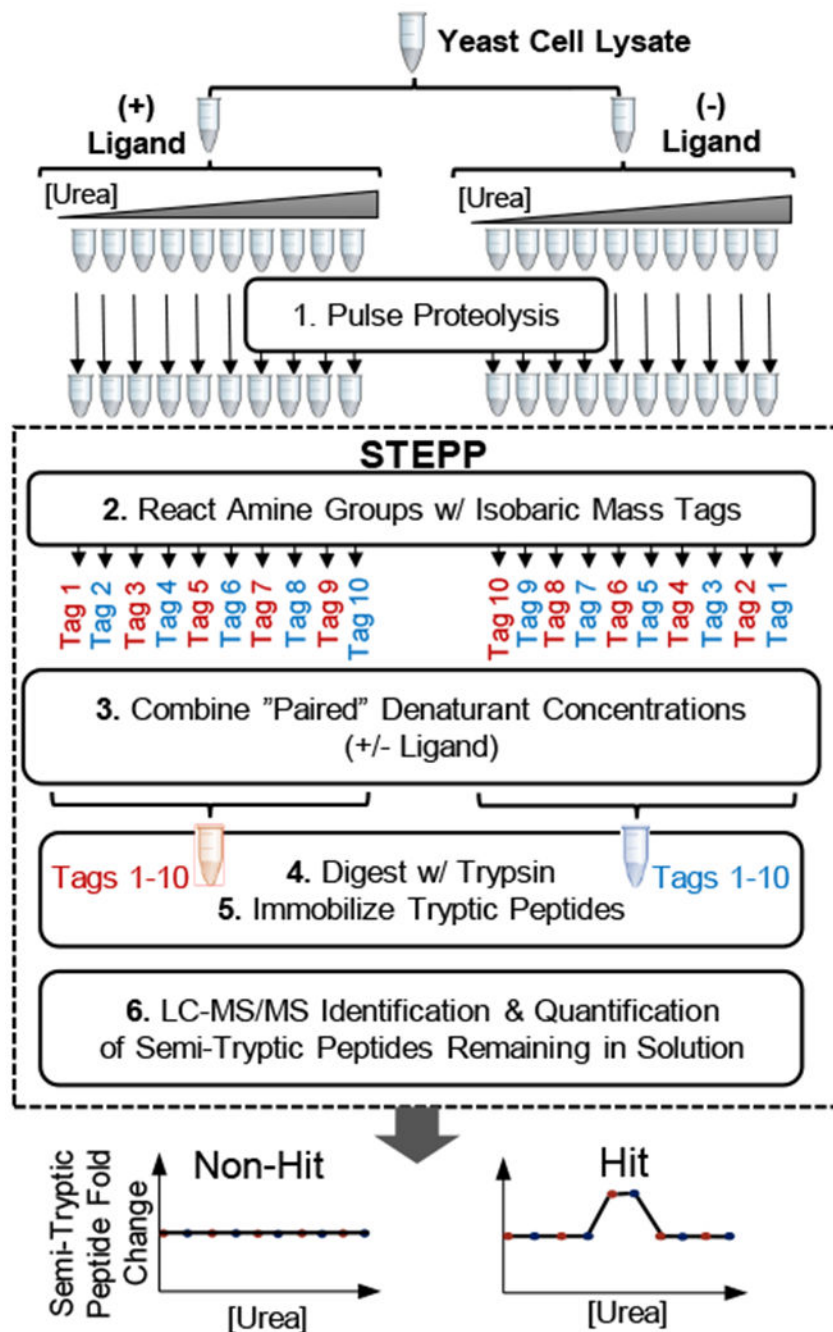 Yeast Cell Lysate
(+)
Ligand
(-)
Ligand
[Urea]
[Urea]
1. Pulse Proteolysis
STEPP
2. React Amine Groups w/ Isobaric Mass Tags
Tag 1
Tag 2
Tag 3
Tag 4
Tag 5
Tag 6
Tag 7
Tag 8
Tag 9
Tag 10
Tag 10
Tag 9
Tag 8
Tag 7
Tag 6
Tag 5
Tag 4
Tag 3
Tag 2
Tag 1
3. Combine ”Paired” Denaturant Concentrations
(+/- Ligand)
Tags 1-10
4. Digest w/ Trypsin
Tags 1-10
5. Immobilize Tryptic Peptides
6. LC-MS/MS Identification & Quantification
of Semi-Tryptic Peptides Remaining in Solution
Semi-Tryptic
Peptide Fold
Change
Non-Hit
[Urea]
Hit
[Urea]